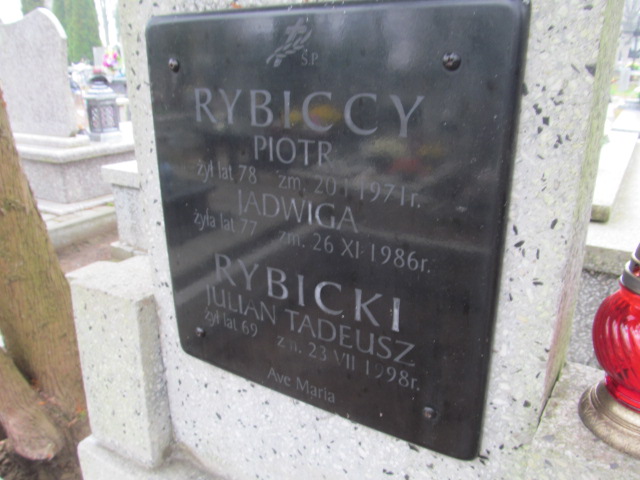 Ś.P.
RYBICCY
PIOTR
żył lat 78 zm. 20 I 1971r.
JADWIGA
żyła lat 77 zm. 26 XI 1986r.
RYBICKI
JULIAN TADEUSZ
żył lat 69 zm. 23 VII 1998r.
Ave Maria